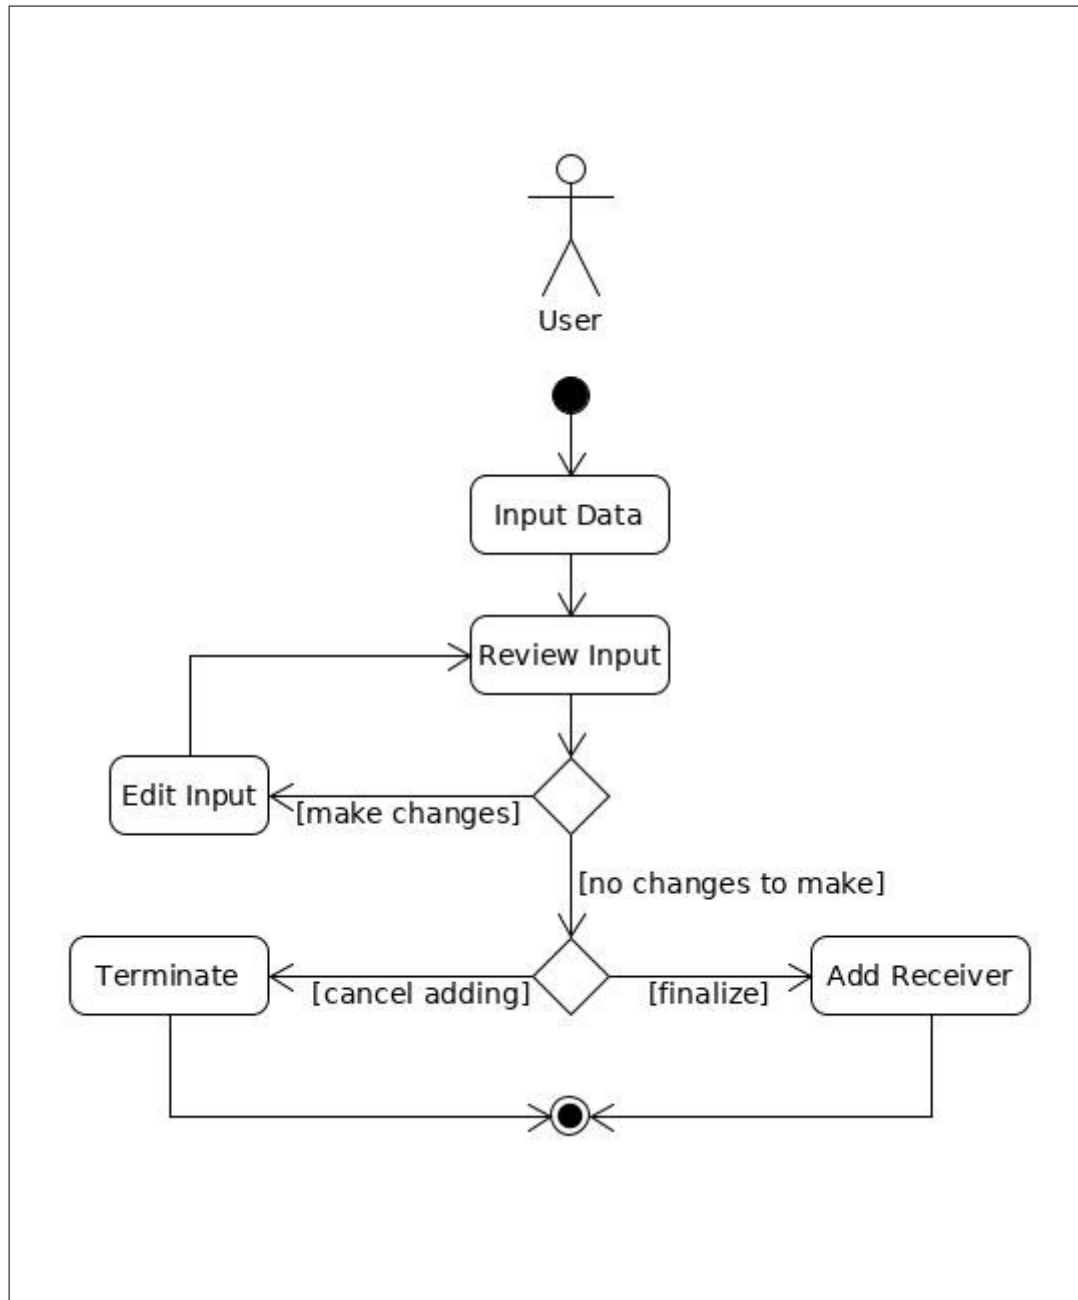 User
Input Data
Review Input
Edit Input
[make changes]
[no changes to make]
Terminate
[cancel adding]
[finalize]
Add Receiver